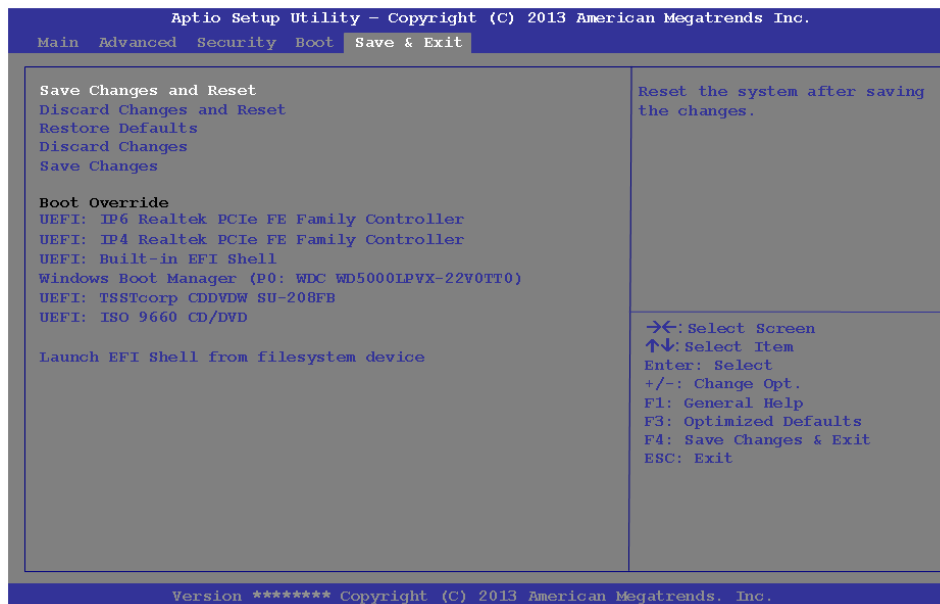 Aptio Setup Utility – Copyright (C) 2013 American Megatrends Inc.
Main Advanced Security Boot Save & Exit
Save Changes and Reset
Discard Changes and Reset
Restore Defaults
Discard Changes
Save Changes
Boot Override
UEFI: IP6 Realtek PCIe FE Family Controller
UEFI: IP4 Realtek PCIe FE Family Controller
UEFI: Built-in EFI Shell
Windows Boot Manager (P0: WDC WD5000LPVX-22V0TT0)
UEFI: TSSTcorp CDDVDW SU-208FB
UEFI: ISO 9660 CD/DVD
Launch EFI Shell from filesystem device
Reset the system after saving
the changes.
→←: Select Screen
↑↓: Select Item
Enter: Select
+/-: Change Opt.
F1: General Help
F3: Optimized Defaults
F4: Save Changes & Exit
ESC: Exit
Version ******** Copyright (C) 2013 American Megatrends. Inc.